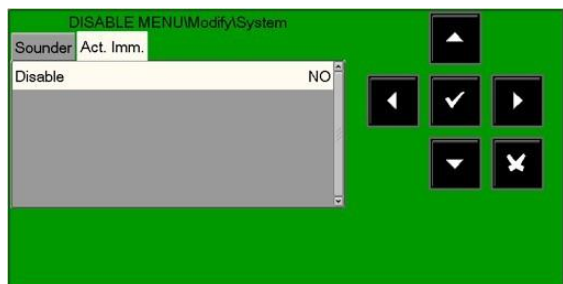 DISABLE MENU\Modify\System
Sounder Act. Imm.
Disable NO